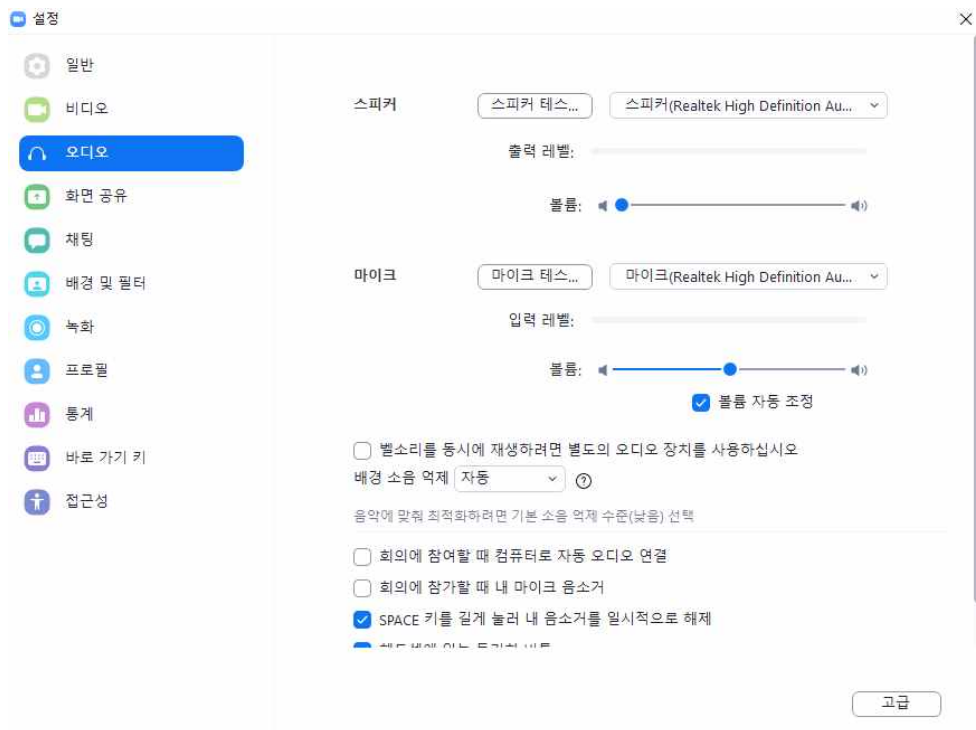 설정
일반
비디오
오디오
화면 공유
채팅
배경 및 필터
녹화
프로필
통계
바로 가기 키
접근성
스피커
스피커 테스...
스피커(Realtek High Definition Au...
출력 레벨:
볼륨:
마이크
마이크 테스...
마이크(Realtek High Definition Au...
입력 레벨:
볼륨:
볼륨 자동 조정
벨소리를 동시에 재생하려면 별도의 오디오 장치를 사용하십시오
배경 소음 억제 자동
음악에 맞춰 최적화하려면 기본 소음 억제 수준(낮음) 선택
회의에 참여할 때 컴퓨터로 자동 오디오 연결
회의에 참가할 때 내 마이크 음소거
SPACE 키를 길게 눌러 내 음소거를 일시적으로 해제
고급